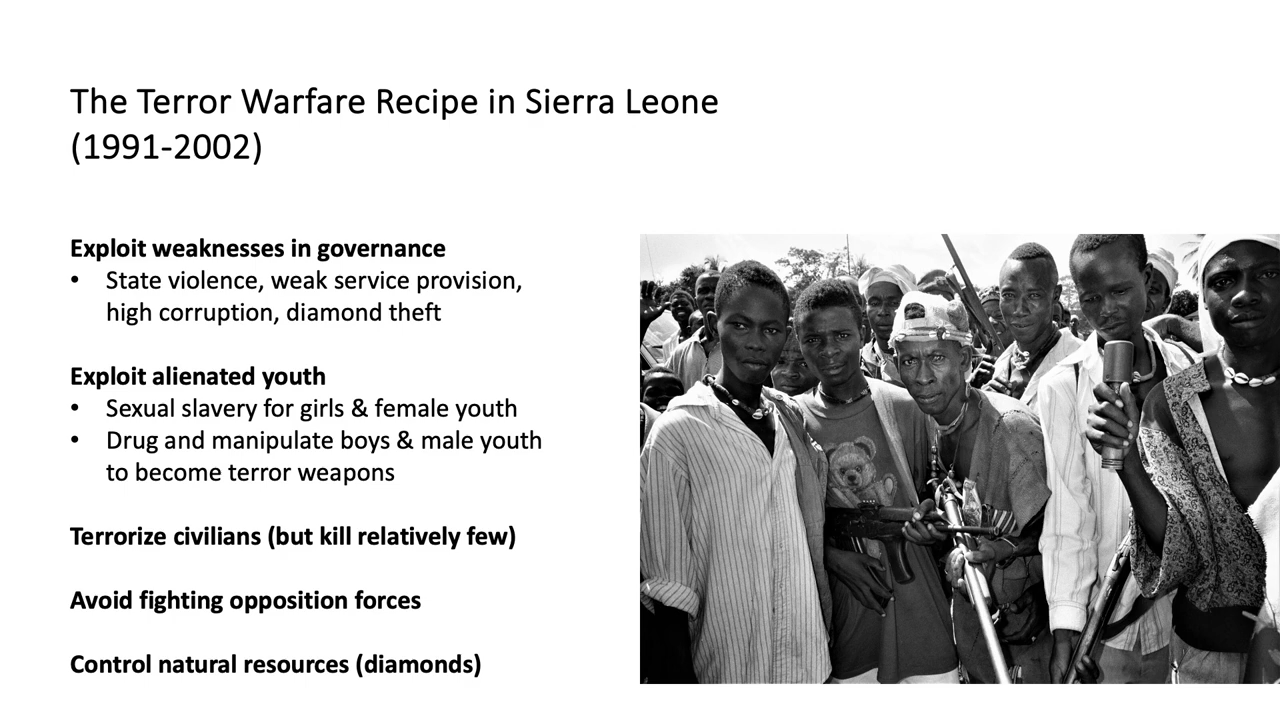 The Terror Warfare Recipe in Sierra Leone
(1991-2002)
Exploit weaknesses in governance
• State violence, weak service provision,
high corruption, diamond theft
Exploit alienated youth
• Sexual slavery for girls & female youth
• Drug and manipulate boys & male youth
to become terror weapons
Terrorize civilians (but kill relatively few)
Avoid fighting opposition forces
Control natural resources (diamonds)